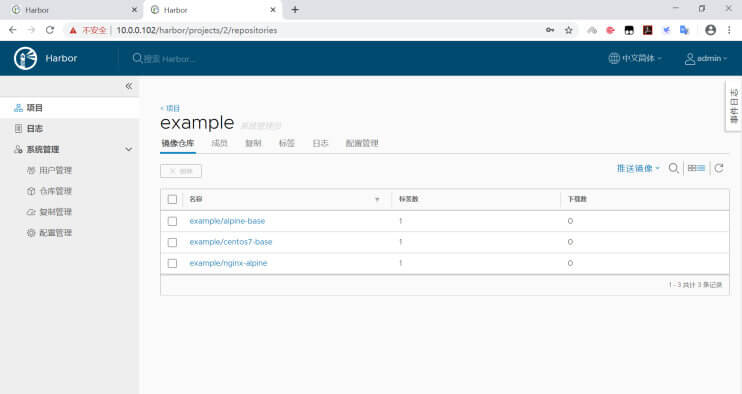 Harbor
Harbor
不安全 | 10.0.0.102/harbor/projects/2/repositories
Harbor
搜索 Harbor...
中文简体
admin
事件日志
项目
日志
系统管理
用户管理
仓库管理
复制管理
配置管理
< 项目
example 系统管理员
镜像仓库 成员 复制 标签 日志 配置管理
× 删除
推送镜像
名称 标签数 下载数
example/alpine-base 1 0
example/centos7-base 1 0
example/nginx-alpine 1 0
1 - 3 共计 3 条记录